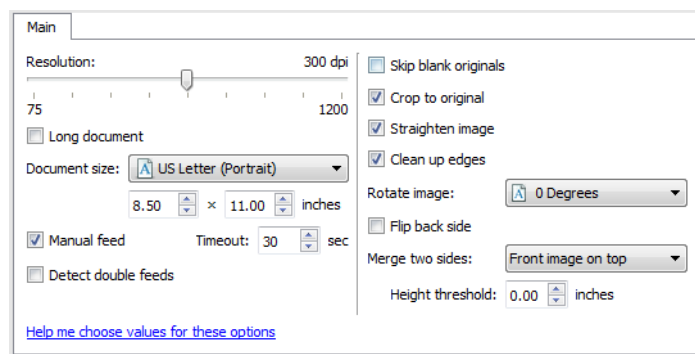 Main
Resolution: 300 dpi
75 1200
Long document
Document size: US Letter (Portrait)
8.50 × 11.00 inches
Manual feed Timeout: 30 sec
Detect double feeds
Help me choose values for these options
Skip blank originals
Crop to original
Straighten image
Clean up edges
Rotate image: 0 Degrees
Flip back side
Merge two sides: Front image on top
Height threshold: 0.00 inches